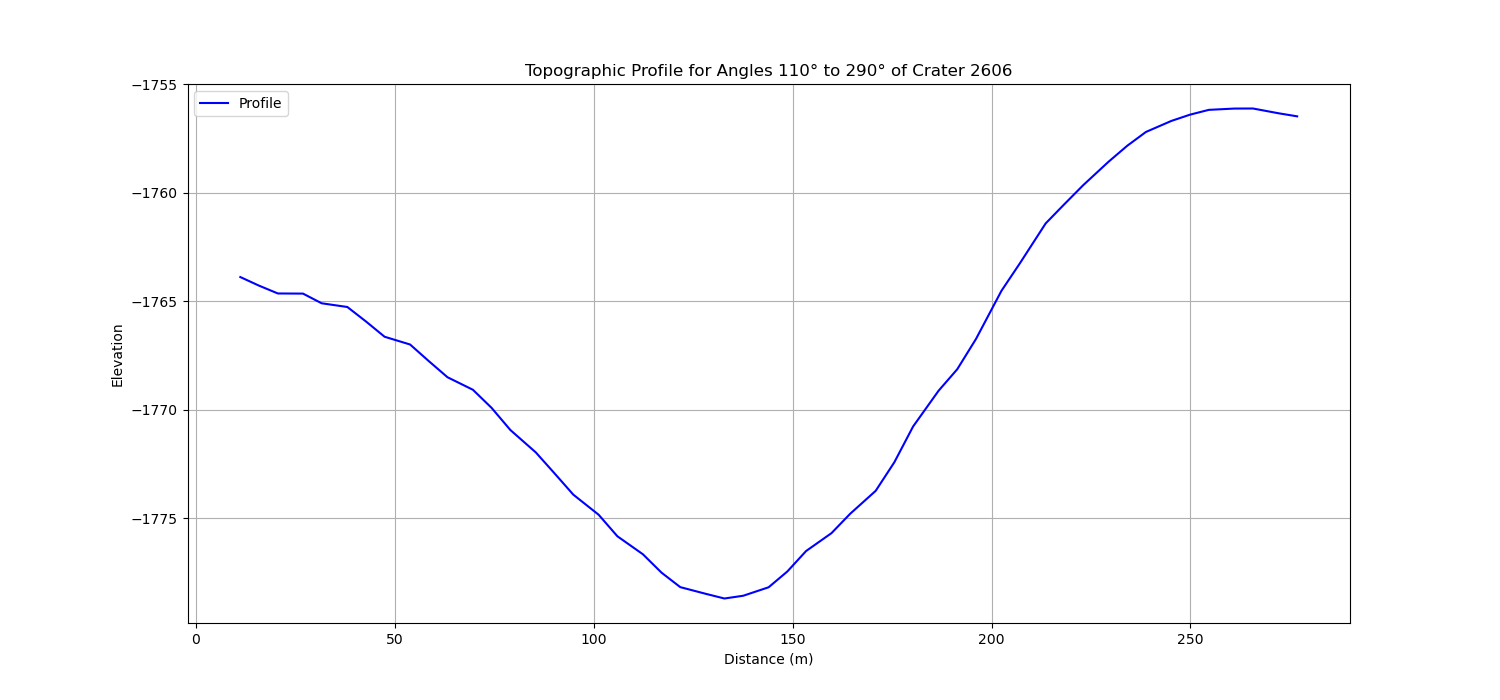 Topographic Profile for Angles 110° to 290° of Crater 2606
Profile
Elevation
−1755
−1760
−1765
−1770
−1775
0 50 100 150 200 250
Distance (m)